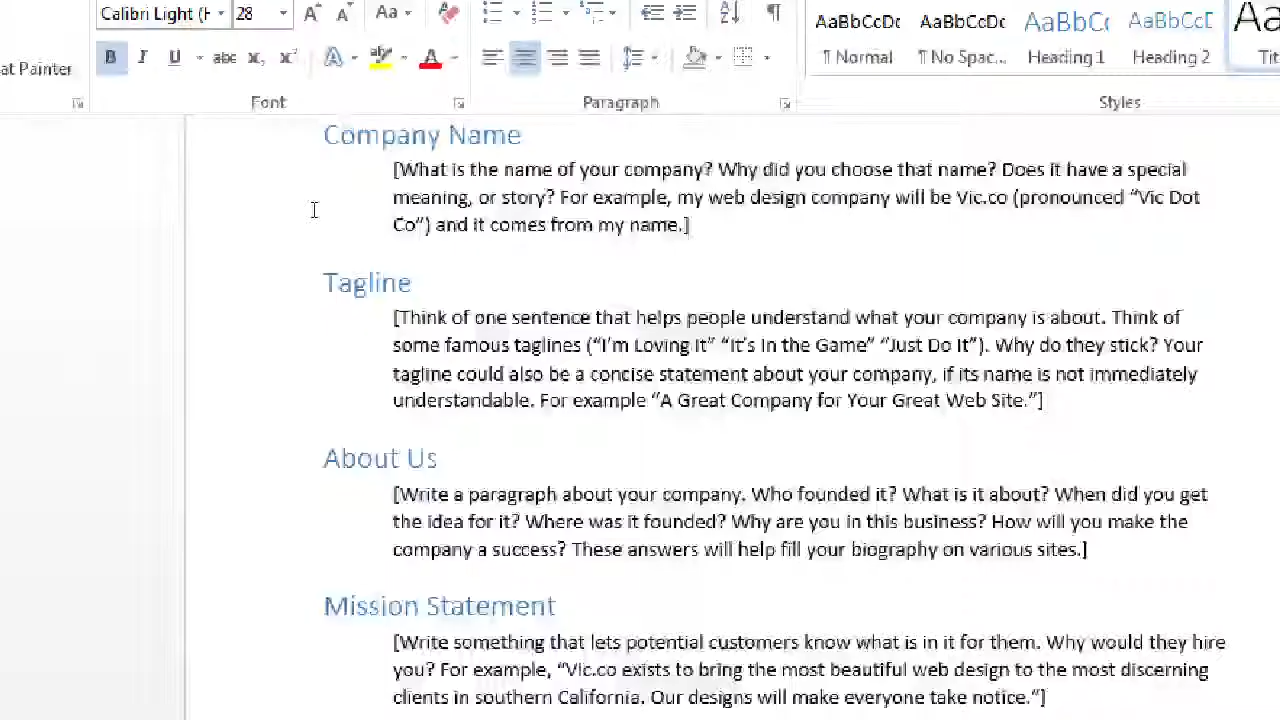 Calibri Light (H 28 A A Aa
at Painter B I U abc X, X² A ab A
AaBbCcDc AaBbCcDc AaBbCc AaBbCcE Aa
¶ Normal ¶ No Spac... Heading 1 Heading 2 Tit
Font Paragraph Styles
Company Name
[What is the name of your company? Why did you choose that name? Does it have a special
meaning, or story? For example, my web design company will be Vic.co (pronounced “Vic Dot
Co”) and it comes from my name.]
Tagline
[Think of one sentence that helps people understand what your company is about. Think of
some famous taglines (“I’m Loving It” “It’s In the Game” “Just Do It”). Why do they stick? Your
tagline could also be a concise statement about your company, if its name is not immediately
understandable. For example “A Great Company for Your Great Web Site.”]
About Us
[Write a paragraph about your company. Who founded it? What is it about? When did you get
the idea for it? Where was it founded? Why are you in this business? How will you make the
company a success? These answers will help fill your biography on various sites.]
Mission Statement
[Write something that lets potential customers know what is in it for them. Why would they hire
you? For example, “Vic.co exists to bring the most beautiful web design to the most discerning
clients in southern California. Our designs will make everyone take notice.”]